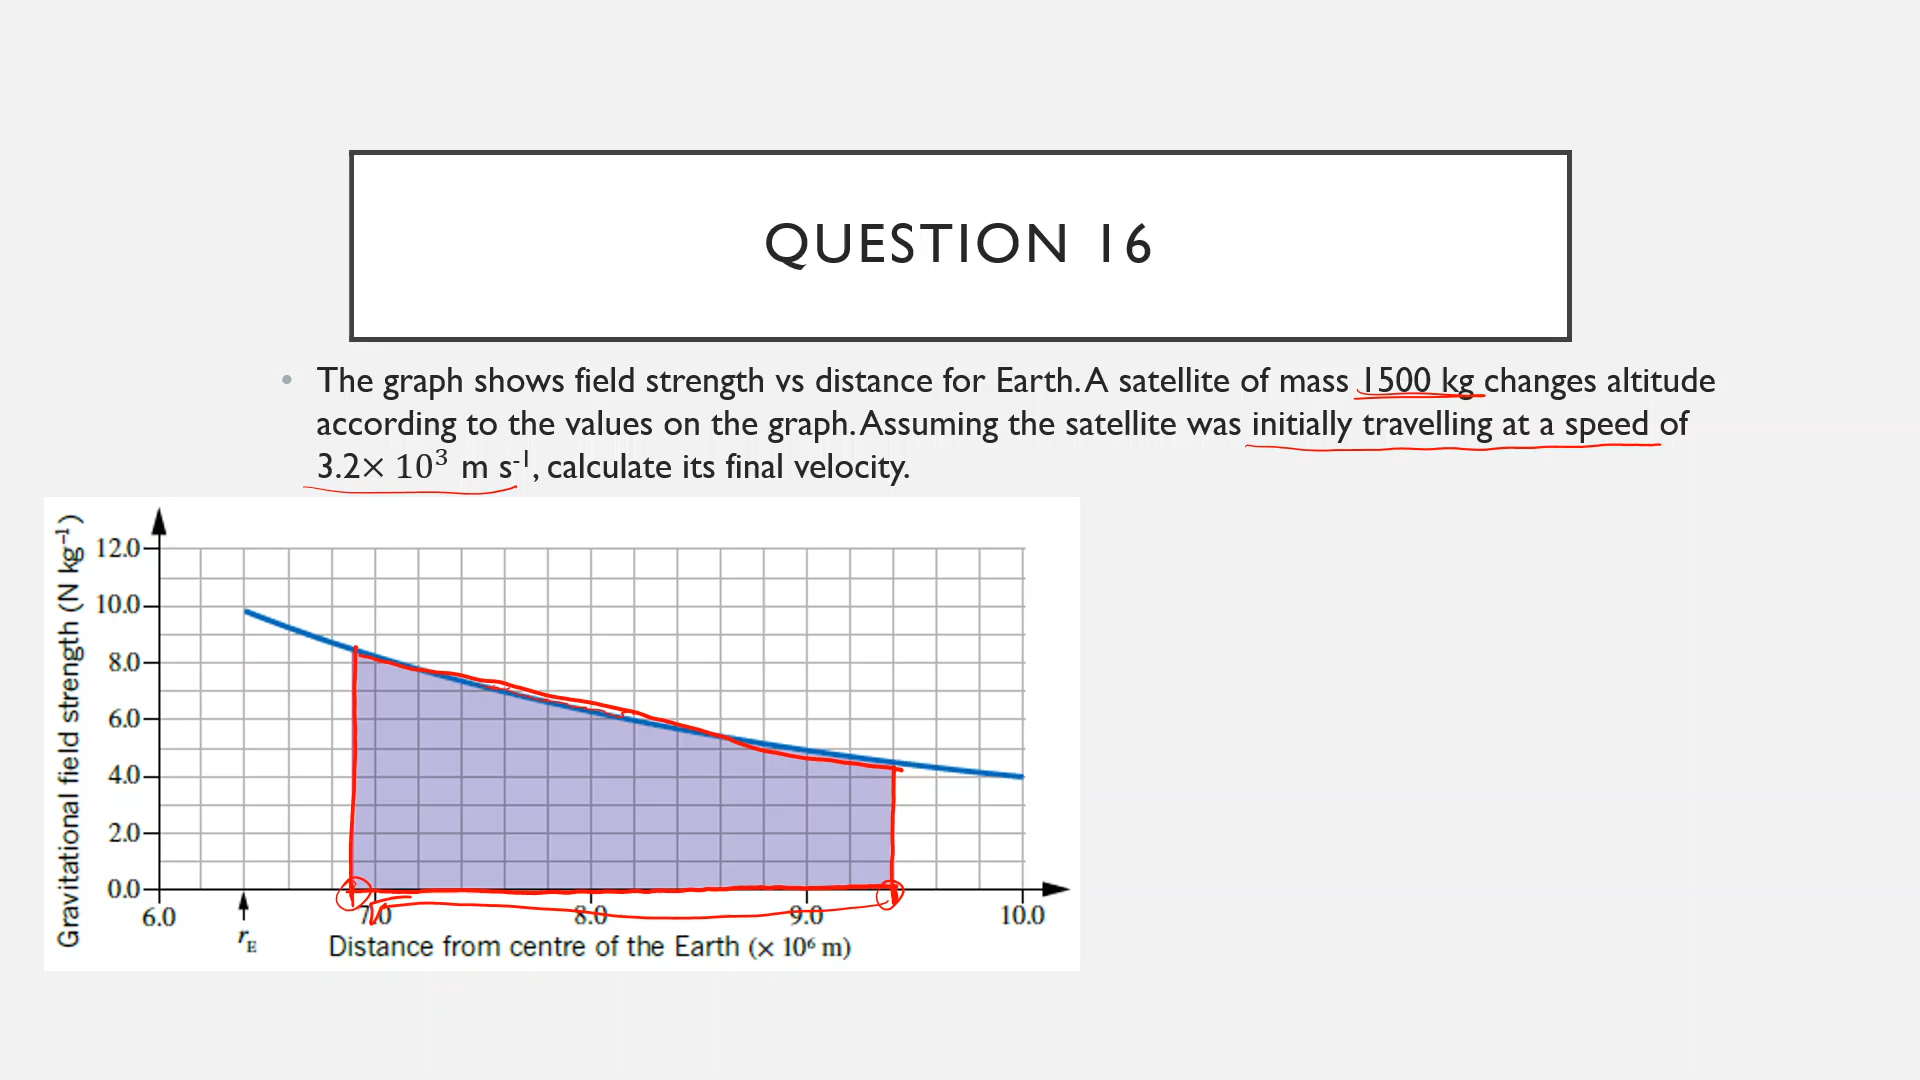 QUESTION 16
• The graph shows field strength vs distance for Earth. A satellite of mass 1500 kg changes altitude
according to the values on the graph. Assuming the satellite was initially travelling at a speed of
3.2× 10³ m s-¹, calculate its final velocity.
Gravitational field strength (N kg⁻¹)
12.0
10.0
8.0
6.0
4.0
2.0
0.0
6.0 7.0 8.0 9.0 10.0
rE
Distance from centre of the Earth (× 10⁶ m)